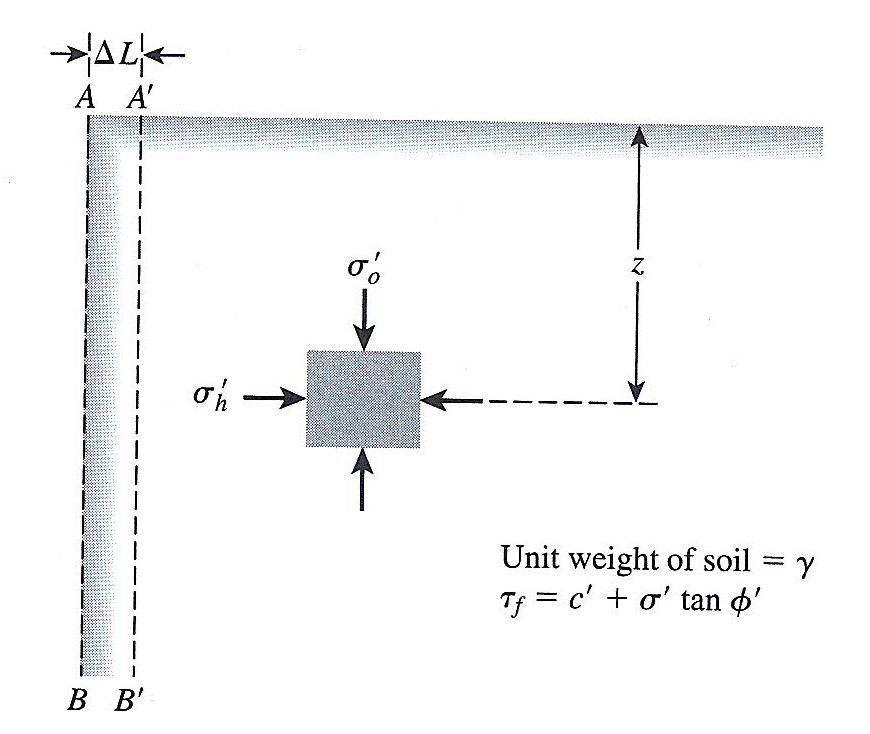 ΔL
A A′
σ′o
z
σ′h
Unit weight of soil = γ
τf = c′ + σ′ tan ϕ′
B B′